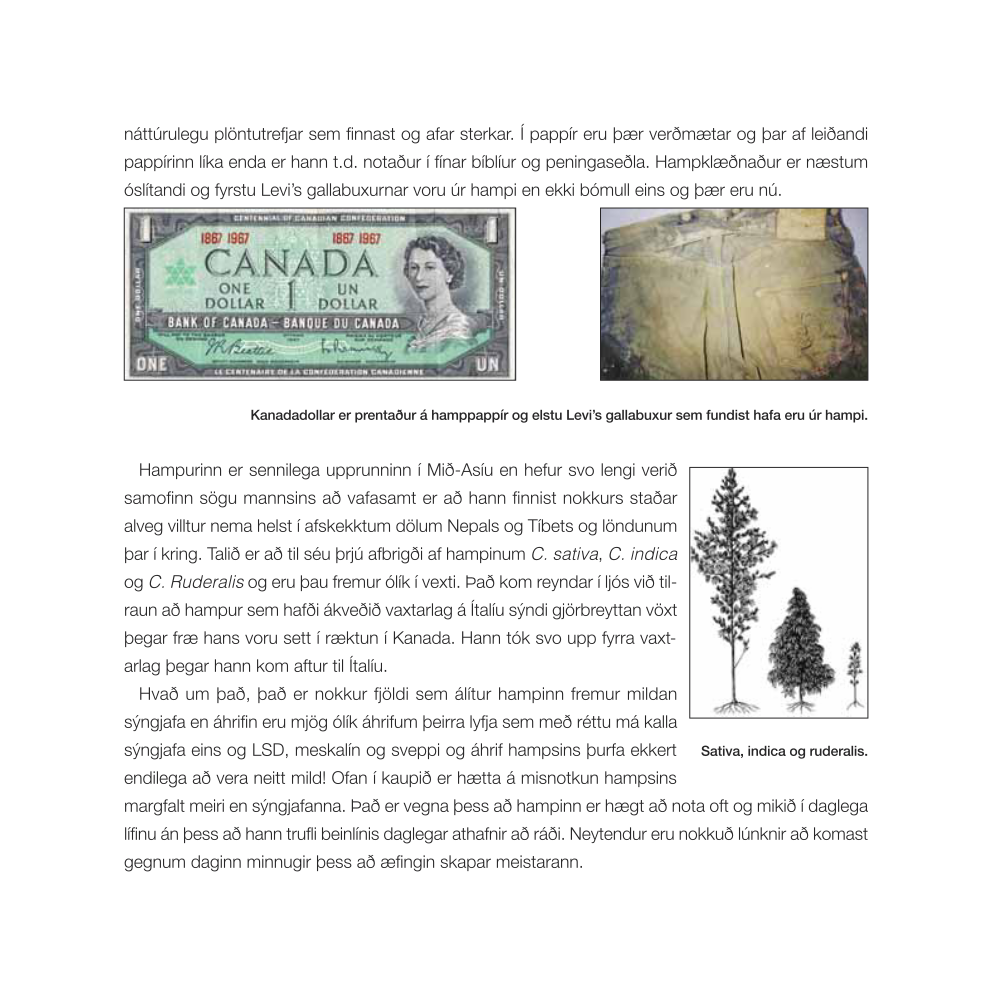 náttúrulegu plöntutrefjar sem finnast og afar sterkar. Í pappír eru þær verðmætar og þar af leiðandi
pappírinn líka enda er hann t.d. notaður í fínar bíblíur og peningaseðla. Hampklæðnaður er næstum
óslítandi og fyrstu Levi's gallabuxurnar voru úr hampi en ekki bómull eins og þær eru nú.
CENTENNIAL OF CANADIAN CONFEDERATION
1 1
1867 1967 1867 1967
CANADA
ONE DOLLAR 1 UN DOLLAR
ONE DOLLAR
UN DOLLAR
BANK OF CANADA – BANQUE DU CANADA
ONE UN
LE CENTENAIRE DE LA CONFÉDÉRATION CANADIENNE
Kanadadollar er prentaður á hamppappír og elstu Levi's gallabuxur sem fundist hafa eru úr hampi.
Hampurinn er sennilega upprunninn í Mið-Asíu en hefur svo lengi verið
samofinn sögu mannsins að vafasamt er að hann finnist nokkurs staðar
alveg villtur nema helst í afskekktum dölum Nepals og Tíbets og löndunum
þar í kring. Talið er að til séu þrjú afbrigði af hampinum C. sativa, C. indica
og C. Ruderalis og eru þau fremur ólík í vexti. Það kom reyndar í ljós við til-
raun að hampur sem hafði ákveðið vaxtarlag á Ítalíu sýndi gjörbreyttan vöxt
þegar fræ hans voru sett í ræktun í Kanada. Hann tók svo upp fyrra vaxt-
arlag þegar hann kom aftur til Ítalíu.
Hvað um það, það er nokkur fjöldi sem álítur hampinn fremur mildan
sýngjafa en áhrifin eru mjög ólík áhrifum þeirra lyfja sem með réttu má kalla
sýngjafa eins og LSD, meskalín og sveppi og áhrif hampsins þurfa ekkert
endilega að vera neitt mild! Ofan í kaupið er hætta á misnotkun hampsins
Sativa, indica og ruderalis.
margfalt meiri en sýngjafanna. Það er vegna þess að hampinn er hægt að nota oft og mikið í daglega
lífinu án þess að hann trufli beinlínis daglegar athafnir að ráði. Neytendur eru nokkuð lúnknir að komast
gegnum daginn minnugir þess að æfingin skapar meistarann.